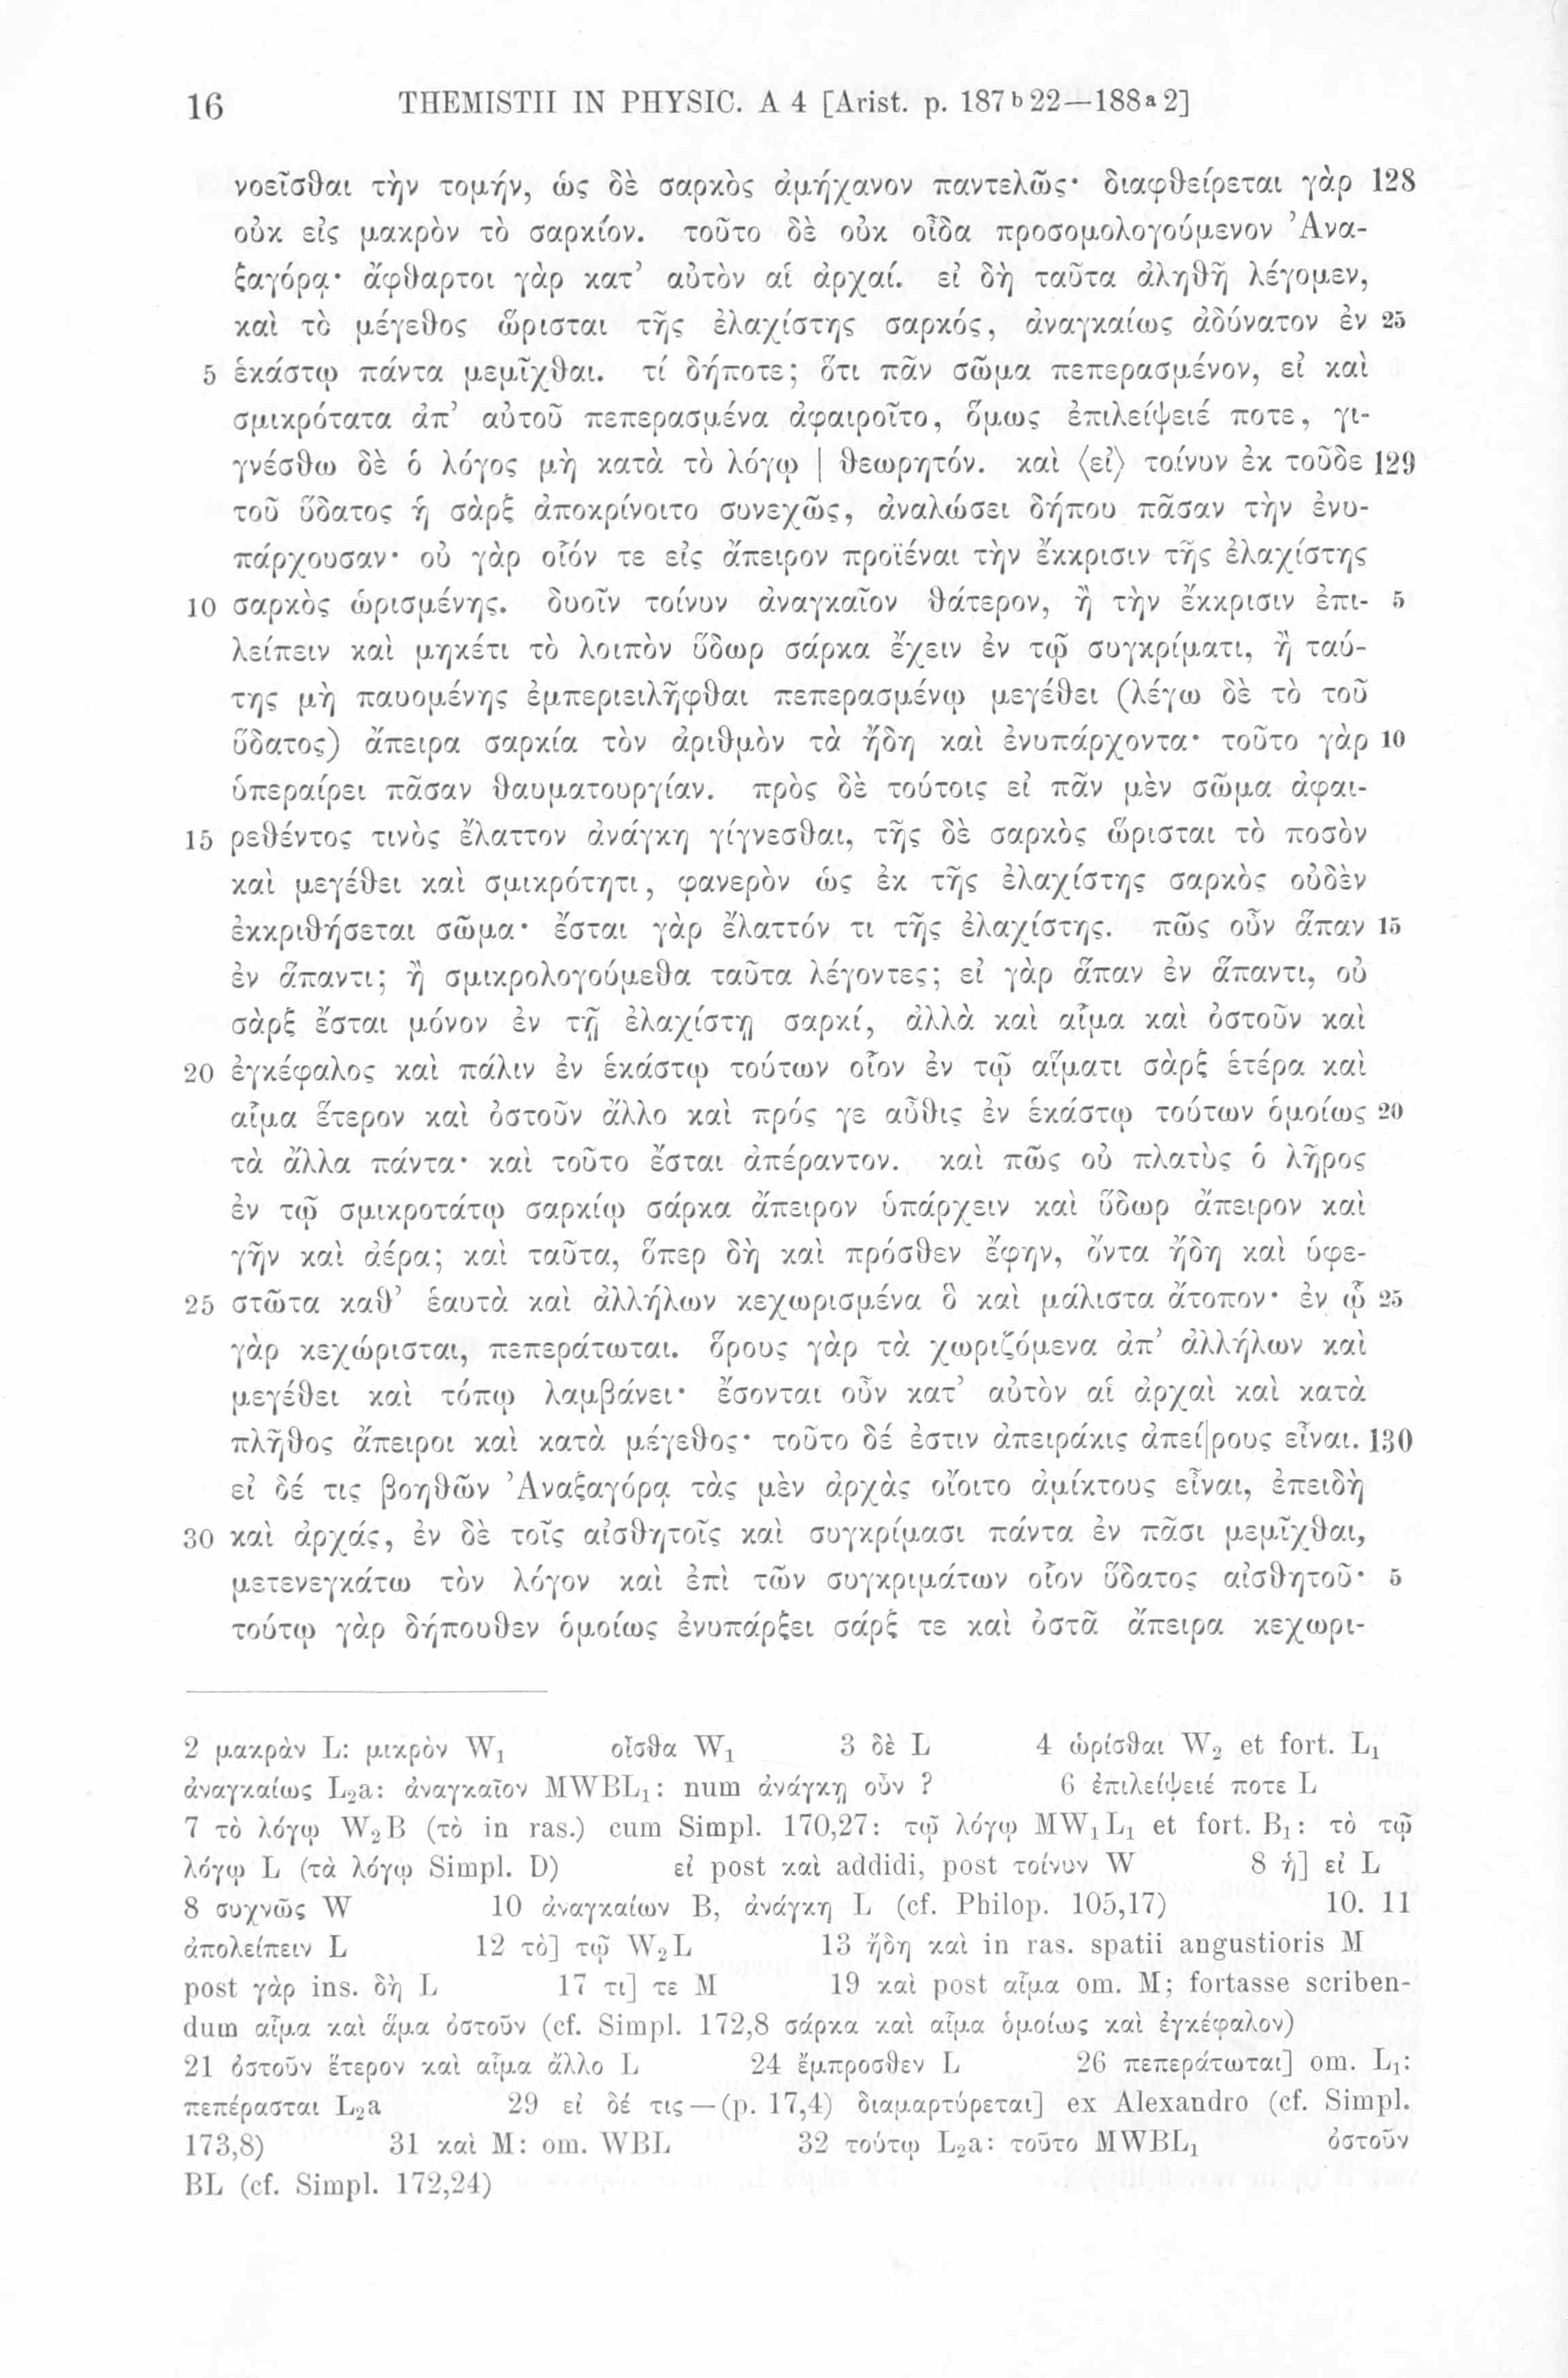 16 THEMISTII IN PHYSIC. A 4 [Arist. p. 187ᵇ22—188ᵃ2]
νοεῖσθαι τὴν τομήν, ὡς δὲ σαρκὸς ἀμήχανον παντελῶς· διαφθείρεται γὰρ 128
οὐκ εἰς μακρὸν τὸ σαρκίον. τοῦτο δὲ οὐκ οἶδα προσομολογούμενον Ἀνα-
ξαγόρᾳ· ἄφθαρτοι γὰρ κατ’ αὐτὸν αἱ ἀρχαί. εἰ δὴ ταῦτα ἀληθῆ λέγομεν,
καὶ τὸ μέγεθος ὥρισται τῆς ἐλαχίστης σαρκός, ἀναγκαίως ἀδύνατον ἐν 25
5 ἑκάστῳ πάντα μεμῖχθαι. τί δήποτε; ὅτι πᾶν σῶμα πεπερασμένον, εἰ καὶ
σμικρότατα ἀπ’ αὐτοῦ πεπερασμένα ἀφαιροῖτο, ὅμως ἐπιλείψειέ ποτε, γι-
γνέσθω δὲ ὁ λόγος μὴ κατὰ τὸ λόγῳ | θεωρητόν. καὶ ⟨εἰ⟩ τοίνυν ἐκ τοῦδε 129
τοῦ ὕδατος ἡ σὰρξ ἀποκρίνοιτο συνεχῶς, ἀναλώσει δήπου πᾶσαν τὴν ἐνυ-
πάρχουσαν· οὐ γὰρ οἷόν τε εἰς ἄπειρον προϊέναι τὴν ἔκκρισιν τῆς ἐλαχίστης
10 σαρκὸς ὡρισμένης. δυοῖν τοίνυν ἀναγκαῖον θάτερον, ἢ τὴν ἔκκρισιν ἐπι- 5
λείπειν καὶ μηκέτι τὸ λοιπὸν ὕδωρ σάρκα ἔχειν ἐν τῷ συγκρίματι, ἢ ταύ-
της μὴ παυομένης ἐμπεριειλῆφθαι πεπερασμένῳ μεγέθει (λέγω δὲ τὸ τοῦ
ὕδατος) ἄπειρα σαρκία τὸν ἀριθμὸν τὰ ἤδη καὶ ἐνυπάρχοντα· τοῦτο γὰρ 10
ὑπεραίρει πᾶσαν θαυματουργίαν. πρὸς δὲ τούτοις εἰ πᾶν μὲν σῶμα ἀφαι-
15 ρεθέντος τινὸς ἔλαττον ἀνάγκη γίγνεσθαι, τῆς δὲ σαρκὸς ὥρισται τὸ ποσὸν
καὶ μεγέθει καὶ σμικρότητι, φανερὸν ὡς ἐκ τῆς ἐλαχίστης σαρκὸς οὐδὲν
ἐκκριθήσεται σῶμα· ἔσται γὰρ ἔλαττόν τι τῆς ἐλαχίστης. πῶς οὖν ἅπαν 15
ἐν ἅπαντι; ἢ σμικρολογούμεθα ταῦτα λέγοντες; εἰ γὰρ ἅπαν ἐν ἅπαντι, οὐ
σὰρξ ἔσται μόνον ἐν τῇ ἐλαχίστῃ σαρκί, ἀλλὰ καὶ αἷμα καὶ ὀστοῦν καὶ
20 ἐγκέφαλος καὶ πάλιν ἐν ἑκάστῳ τούτων οἷον ἐν τῷ αἵματι σὰρξ ἑτέρα καὶ
αἷμα ἕτερον καὶ ὀστοῦν ἄλλο καὶ πρός γε αὖθις ἐν ἑκάστῳ τούτων ὁμοίως 20
τὰ ἄλλα πάντα· καὶ τοῦτο ἔσται ἀπέραντον. καὶ πῶς οὐ πλατὺς ὁ λῆρος
ἐν τῷ σμικροτάτῳ σαρκίῳ σάρκα ἄπειρον ὑπάρχειν καὶ ὕδωρ ἄπειρον καὶ
γῆν καὶ ἀέρα; καὶ ταῦτα, ὅπερ δὴ καὶ πρόσθεν ἔφην, ὄντα ἤδη καὶ ὑφε-
25 στῶτα καθ’ ἑαυτὰ καὶ ἀλλήλων κεχωρισμένα ὃ καὶ μάλιστα ἄτοπον· ἐν ᾧ 25
γὰρ κεχώρισται, πεπεράτωται. ὅρους γὰρ τὰ χωριζόμενα ἀπ’ ἀλλήλων καὶ
μεγέθει καὶ τόπῳ λαμβάνει· ἔσονται οὖν κατ’ αὐτὸν αἱ ἀρχαὶ καὶ κατὰ
πλῆθος ἄπειροι καὶ κατὰ μέγεθος· τοῦτο δέ ἐστιν ἀπειράκις ἀπεί|ρους εἶναι. 130
εἰ δέ τις βοηθῶν Ἀναξαγόρᾳ τὰς μὲν ἀρχὰς οἴοιτο ἀμίκτους εἶναι, ἐπειδὴ
30 καὶ ἀρχάς, ἐν δὲ τοῖς αἰσθητοῖς καὶ συγκρίμασι πάντα ἐν πᾶσι μεμῖχθαι,
μετενεγκάτω τὸν λόγον καὶ ἐπὶ τῶν συγκριμάτων οἷον ὕδατος αἰσθητοῦ· 5
τούτῳ γὰρ δήπουθεν ὁμοίως ἐνυπάρξει σάρξ τε καὶ ὀστᾶ ἄπειρα κεχωρι-
2 μακρὰν L: μικρὸν W₁ οἶσθα W₁ 3 δὲ L 4 ὡρίσθαι W₂ et fort. L₁
ἀναγκαίως L₂a: ἀναγκαῖον MWBL₁: num ἀνάγκη οὖν ? 6 ἐπιλείψειέ ποτε L
7 τὸ λόγῳ W₂B (τὸ in ras.) cum Simpl. 170,27: τῷ λόγῳ MW₁L₁ et fort. B₁: τὸ τῷ
λόγῳ L (τὰ λόγῳ Simpl. D) εἰ post καὶ addidi, post τοίνυν W 8 ἡ] εἰ L
8 συχνῶς W 10 ἀναγκαίων B, ἀνάγκη L (cf. Philop. 105,17) 10. 11
ἀπολείπειν L 12 τὸ] τῷ W₂L 13 ἤδη καὶ in ras. spatii angustioris M
post γὰρ ins. δὴ L 17 τι] τε M 19 καὶ post αἷμα om. M; fortasse scriben-
dum αἷμα καὶ ἅμα ὀστοῦν (cf. Simpl. 172,8 σάρκα καὶ αἷμα ὁμοίως καὶ ἐγκέφαλον)
21 ὀστοῦν ἕτερον καὶ αἷμα ἄλλο L 24 ἔμπροσθεν L 26 πεπεράτωται] om. L₁:
πεπέρασται L₂a 29 εἰ δέ τις—(p. 17,4) διαμαρτύρεται] ex Alexandro (cf. Simpl.
173,8) 31 καὶ M: om. WBL 32 τούτῳ L₂a: τοῦτο MWBL₁ ὀστοῦν
BL (cf. Simpl. 172,24)